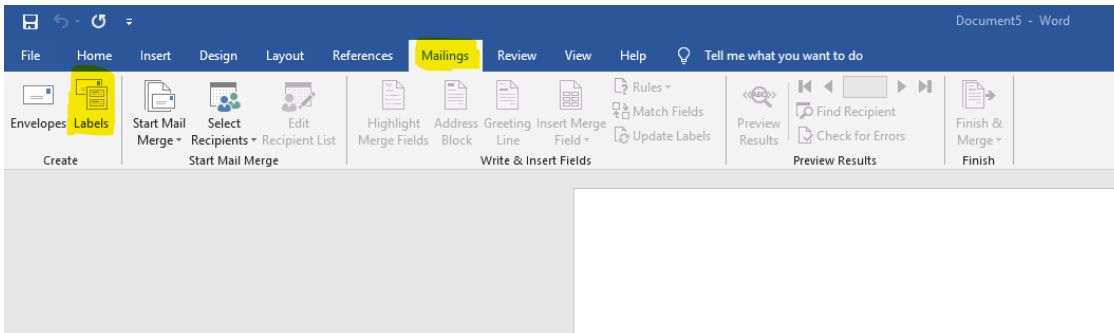 Document5 - Word
File Home Insert Design Layout References Mailings Review View Help Tell me what you want to do
Envelopes Labels
Create
Start Mail Merge
Select Recipients
Edit Recipient List
Start Mail Merge
Highlight Merge Fields
Address Block
Greeting Line
Insert Merge Field
Rules
Match Fields
Update Labels
Write & Insert Fields
«ABC»
Preview Results
Find Recipient
Check for Errors
Preview Results
Finish & Merge
Finish